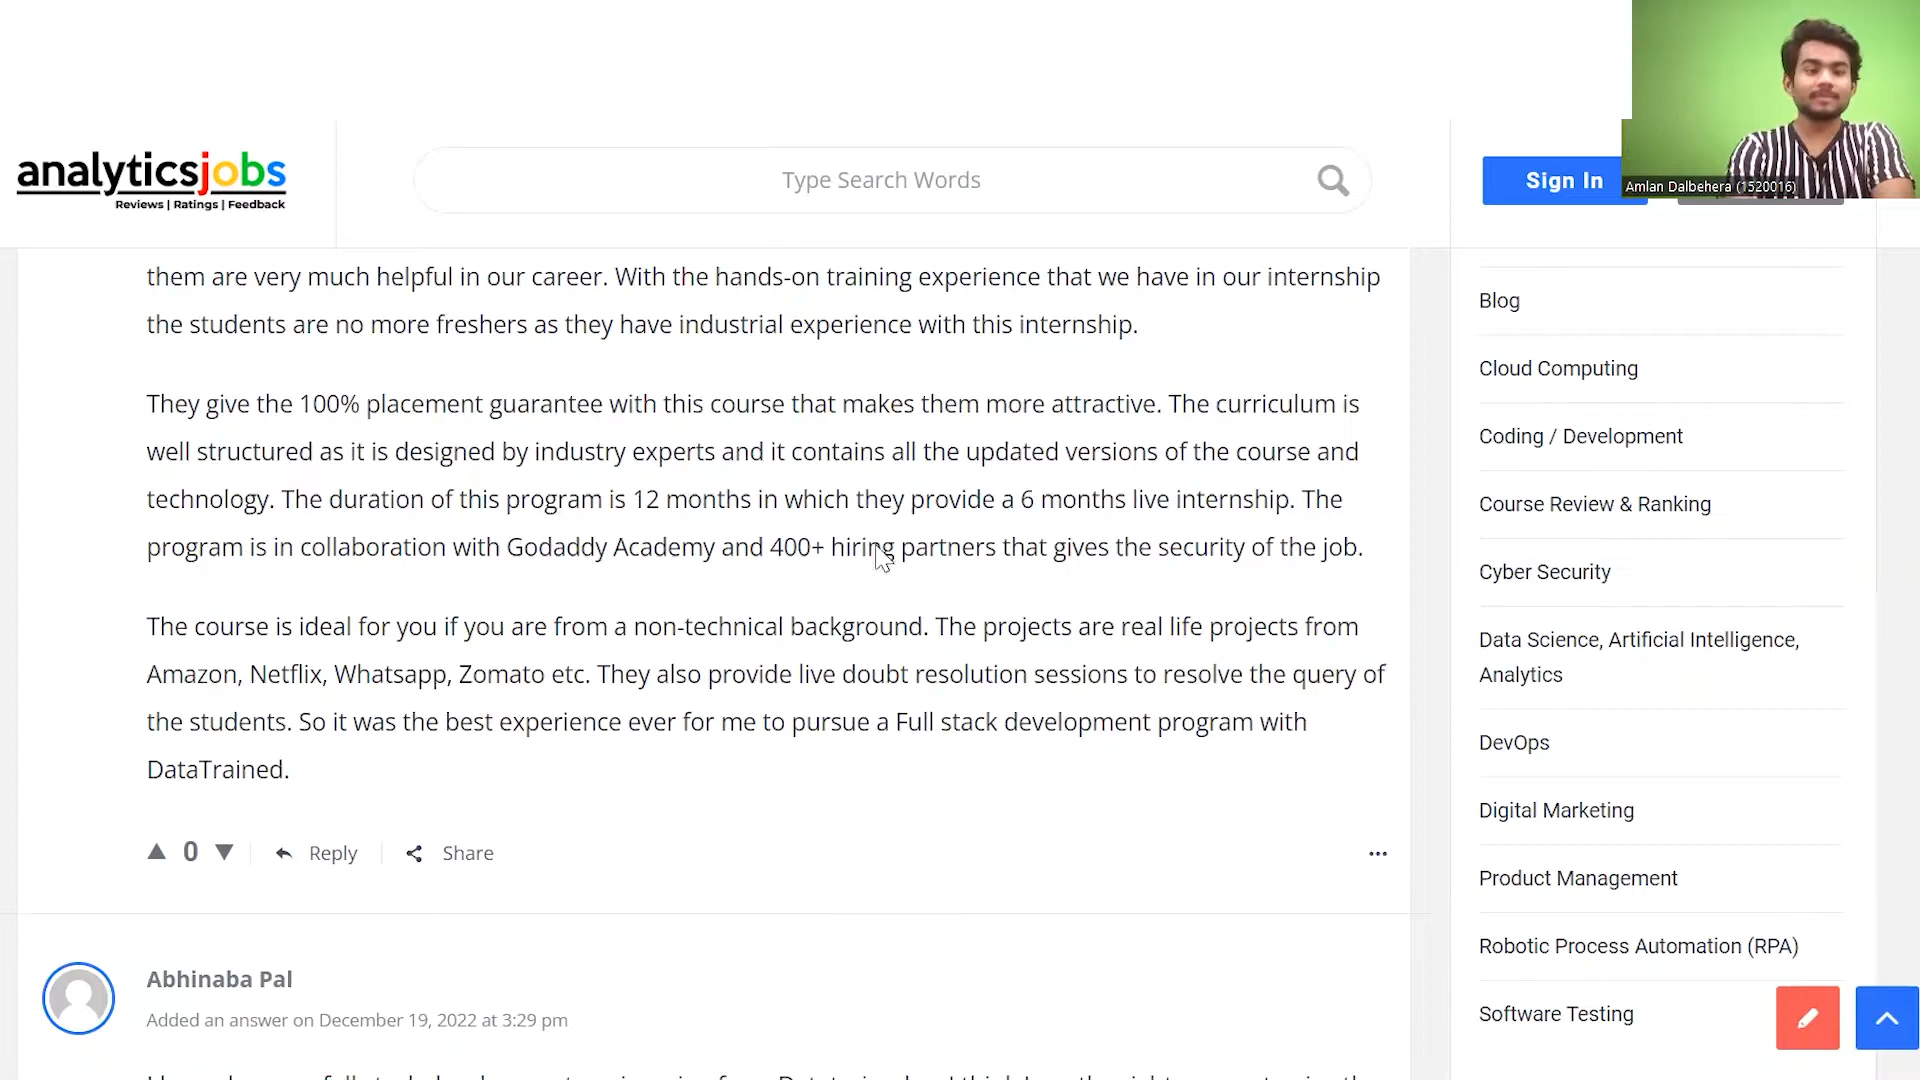 analyticsjobs
Reviews | Ratings | Feedback
Type Search Words
Sign In
Amlan Dalbehera (1520016)
them are very much helpful in our career. With the hands-on training experience that we have in our internship
the students are no more freshers as they have industrial experience with this internship.
They give the 100% placement guarantee with this course that makes them more attractive. The curriculum is
well structured as it is designed by industry experts and it contains all the updated versions of the course and
technology. The duration of this program is 12 months in which they provide a 6 months live internship. The
program is in collaboration with Godaddy Academy and 400+ hiring partners that gives the security of the job.
The course is ideal for you if you are from a non-technical background. The projects are real life projects from
Amazon, Netflix, Whatsapp, Zomato etc. They also provide live doubt resolution sessions to resolve the query of
the students. So it was the best experience ever for me to pursue a Full stack development program with
DataTrained.
0
Reply
Share
Abhinaba Pal
Added an answer on December 19, 2022 at 3:29 pm
Blog
Cloud Computing
Coding / Development
Course Review & Ranking
Cyber Security
Data Science, Artificial Intelligence,
Analytics
DevOps
Digital Marketing
Product Management
Robotic Process Automation (RPA)
Software Testing